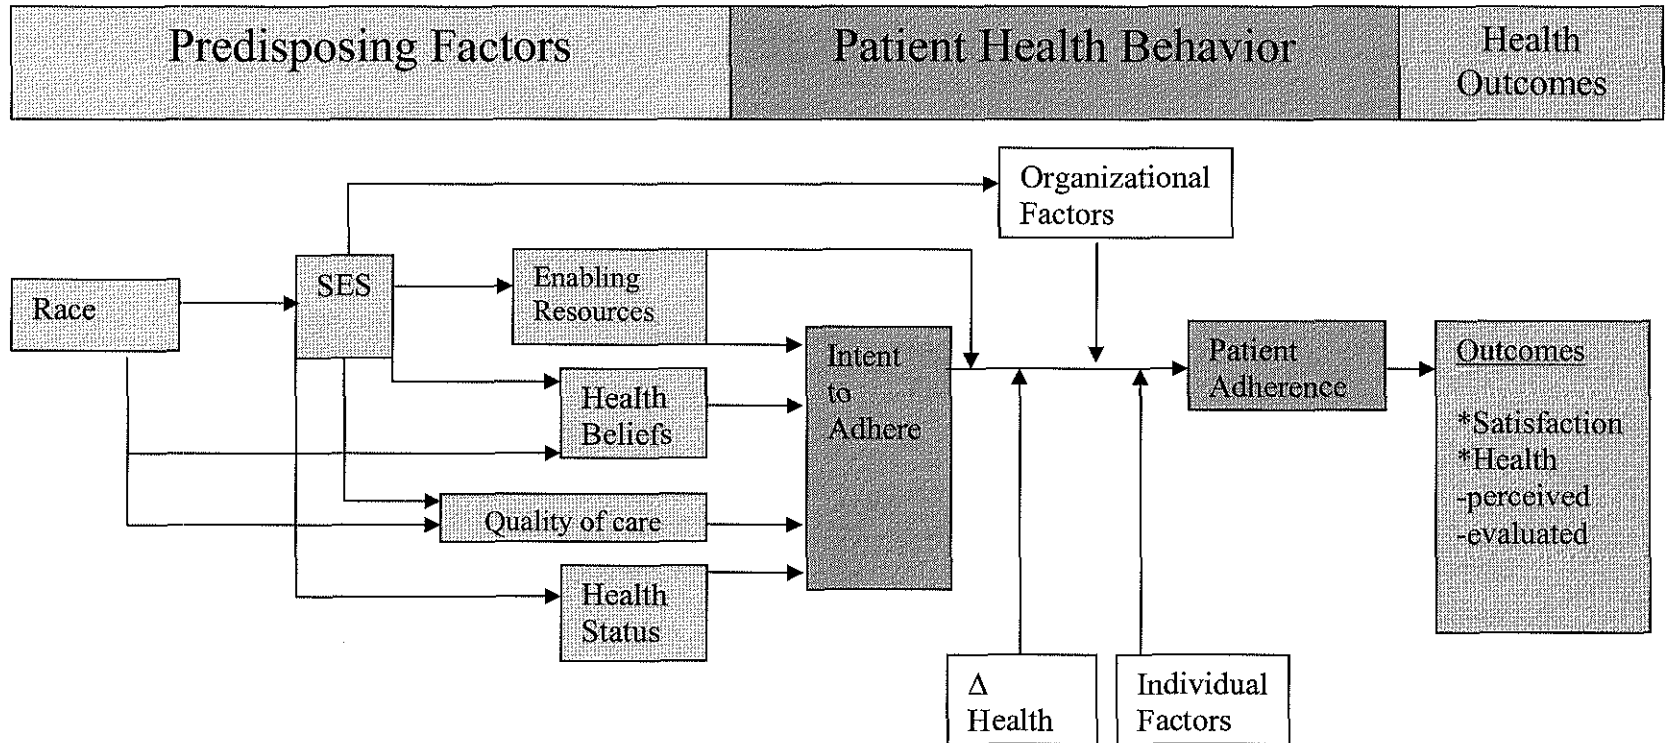 Predisposing Factors
Patient Health Behavior
Health
Outcomes
Organizational
Factors
Race
SES
Enabling
Resources
Health
Beliefs
Quality of care
Health
Status
Intent
to
Adhere
Patient
Adherence
Outcomes
*Satisfaction
*Health
-perceived
-evaluated
Δ
Health
Individual
Factors